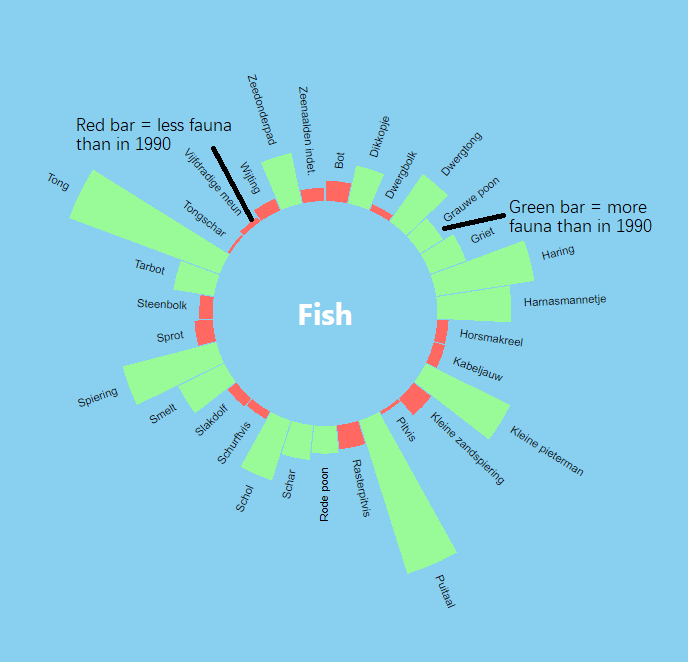 Red bar = less fauna
than in 1990
Green bar = more
fauna than in 1990
Fish
Bot
Dikkopje
Dwergbolk
Dwergtong
Grauwe poon
Griet
Haring
Harnasmannetje
Horsmakreel
Kabeljauw
Kleine pieterman
Kleine zandspiering
Pitvis
Puitaal
Rasterpitvis
Rode poon
Schar
Schol
Schurftvis
Slakdolf
Smelt
Spiering
Sprot
Steenbolk
Tarbot
Tong
Tongschar
Vijfdradige meun
Wijting
Zeedonderpad
Zeenaalden indet.